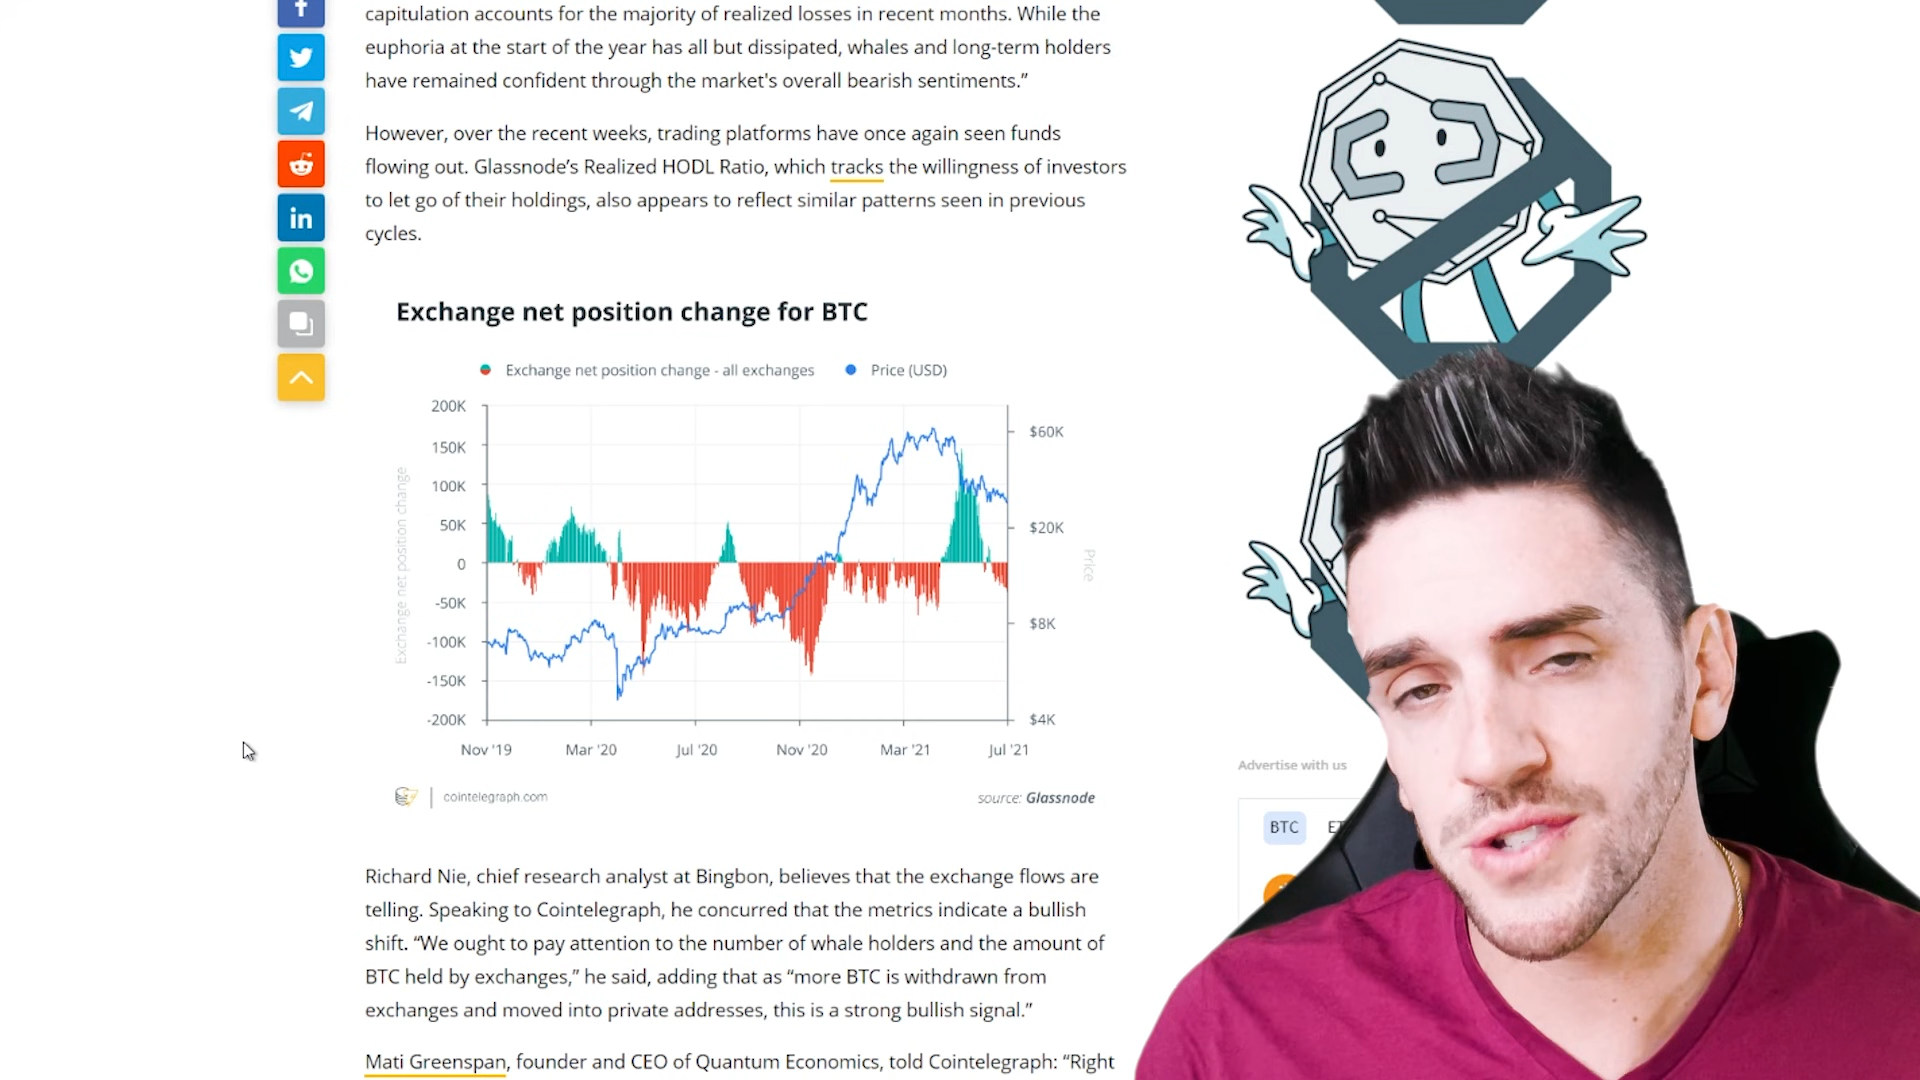 capitulation accounts for the majority of realized losses in recent months. While the
euphoria at the start of the year has all but dissipated, whales and long-term holders
have remained confident through the market's overall bearish sentiments.”
However, over the recent weeks, trading platforms have once again seen funds
flowing out. Glassnode’s Realized HODL Ratio, which tracks the willingness of investors
to let go of their holdings, also appears to reflect similar patterns seen in previous
cycles.
Exchange net position change for BTC
Exchange net position change - all exchanges Price (USD)
200K
150K
100K
50K
0
-50K
-100K
-150K
-200K
Exchange net position change
$60K
$20K
$8K
$4K
Price
Nov '19 Mar '20 Jul '20 Nov '20 Mar '21 Jul '21
cointelegraph.com
source: Glassnode
Richard Nie, chief research analyst at Bingbon, believes that the exchange flows are
telling. Speaking to Cointelegraph, he concurred that the metrics indicate a bullish
shift. “We ought to pay attention to the number of whale holders and the amount of
BTC held by exchanges,” he said, adding that as “more BTC is withdrawn from
exchanges and moved into private addresses, this is a strong bullish signal.”
Mati Greenspan, founder and CEO of Quantum Economics, told Cointelegraph: “Right
in
Advertise with us
BTC